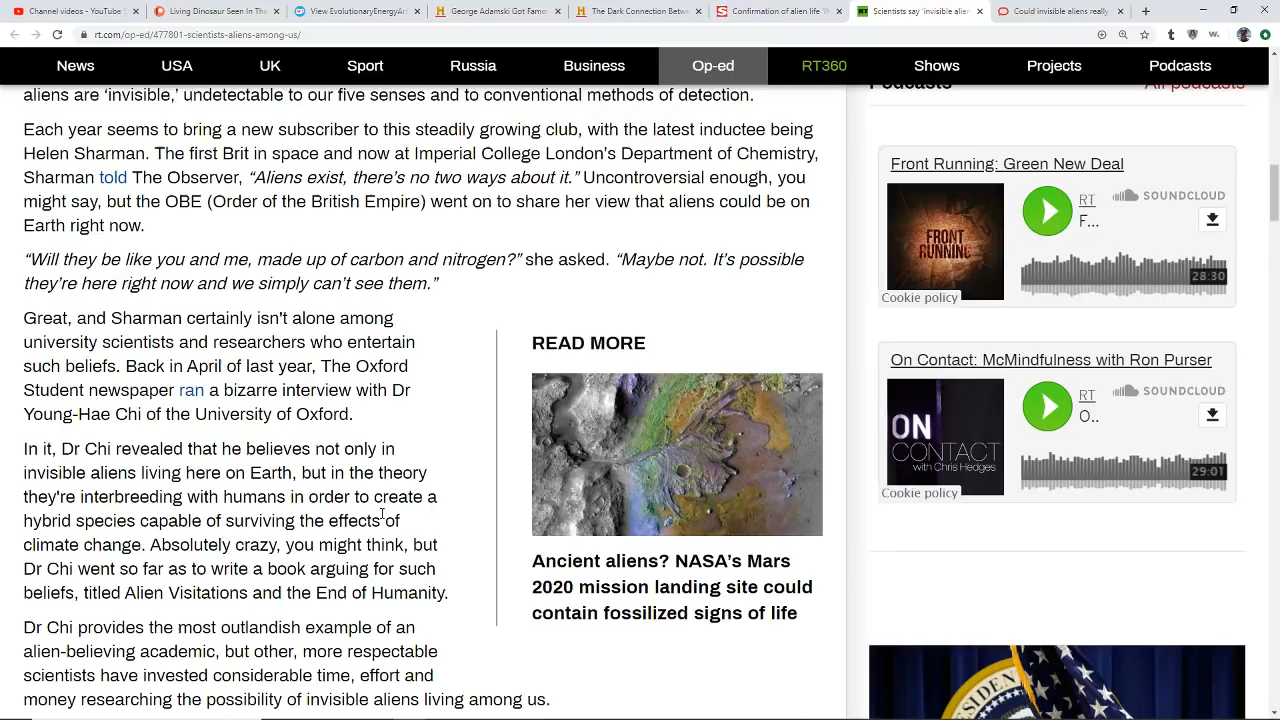 Channel videos - YouTube S
Living Dinosaur Seen In The
View EvolutionaryEnergyArt
George Adamski Got Famou
The Dark Connection Betwe
Confirmation of alien life 'Th
Scientists say 'invisible alien
Could invisible aliens really
rt.com/op-ed/477801-scientists-aliens-among-us/
News USA UK Sport Russia Business Op-ed RT360 Shows Projects Podcasts
aliens are 'invisible,' undetectable to our five senses and to conventional methods of detection.
Each year seems to bring a new subscriber to this steadily growing club, with the latest inductee being
Helen Sharman. The first Brit in space and now at Imperial College London's Department of Chemistry,
Sharman told The Observer, “Aliens exist, there's no two ways about it.” Uncontroversial enough, you
might say, but the OBE (Order of the British Empire) went on to share her view that aliens could be on
Earth right now.
“Will they be like you and me, made up of carbon and nitrogen?” she asked. “Maybe not. It's possible
they're here right now and we simply can't see them.”
Great, and Sharman certainly isn't alone among
university scientists and researchers who entertain
such beliefs. Back in April of last year, The Oxford
Student newspaper ran a bizarre interview with Dr
Young-Hae Chi of the University of Oxford.
In it, Dr Chi revealed that he believes not only in
invisible aliens living here on Earth, but in the theory
they're interbreeding with humans in order to create a
hybrid species capable of surviving the effects of
climate change. Absolutely crazy, you might think, but
Dr Chi went so far as to write a book arguing for such
beliefs, titled Alien Visitations and the End of Humanity.
Dr Chi provides the most outlandish example of an
alien-believing academic, but other, more respectable
scientists have invested considerable time, effort and
money researching the possibility of invisible aliens living among us.
READ MORE
Ancient aliens? NASA's Mars
2020 mission landing site could
contain fossilized signs of life
Podcasts
All podcasts
Front Running: Green New Deal
FRONT
RUNNING
RT
F...
SOUNDCLOUD
28:30
Cookie policy
On Contact: McMindfulness with Ron Purser
ON
CONTACT
with Chris Hedges
RT
O..
SOUNDCLOUD
29:01
Cookie policy